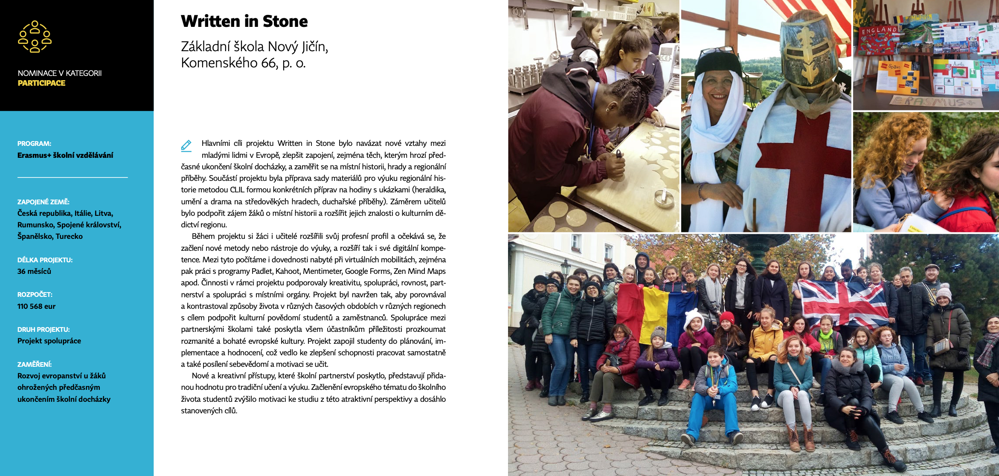 NOMINACE V KATEGORII
PARTICIPACE
PROGRAM:
Erasmus+ školní vzdělávání
ZAPOJENÉ ZEMĚ:
Česká republika, Itálie, Litva,
Rumunsko, Spojené království,
Španělsko, Turecko
DÉLKA PROJEKTU:
36 měsíců
ROZPOČET:
110 568 eur
DRUH PROJEKTU:
Projekt spolupráce
ZAMĚŘENÍ:
Rozvoj evropanství u žáků
ohrožených předčasným
ukončením školní docházky
Written in Stone
Základní škola Nový Jičín,
Komenského 66, p. o.
Hlavními cíli projektu Written in Stone bylo navázat nové vztahy mezi
mladými lidmi v Evropě, zlepšit zapojení, zejména těch, kterým hrozí před-
časné ukončení školní docházky, a zaměřit se na místní historii, hrady a regionální
příběhy. Součástí projektu byla příprava sady materiálů pro výuku regionální his-
torie metodou CLIL formou konkrétních příprav na hodiny s ukázkami (heraldika,
umění a drama na středověkých hradech, duchařské příběhy). Záměrem učitelů
bylo podpořit zájem žáků o místní historii a rozšířit jejich znalosti o kulturním dě-
dictví regionu.
Během projektu si žáci i učitelé rozšířili svůj profesní profil a očekává se, že
začlení nové metody nebo nástroje do výuky, a rozšíří tak i své digitální kompe-
tence. Mezi tyto počítáme i dovednosti nabyté při virtuálních mobilitách, zejména
pak práci s programy Padlet, Kahoot, Mentimeter, Google Forms, Zen Mind Maps
apod. Činnosti v rámci projektu podporovaly kreativitu, spolupráci, rovnost, part-
nerství a spolupráci s místními orgány. Projekt byl navržen tak, aby porovnával
a kontrastoval způsoby života v různých časových obdobích v různých regionech
s cílem podpořit kulturní povědomí studentů a zaměstnanců. Spolupráce mezi
partnerskými školami také poskytla všem účastníkům příležitosti prozkoumat
rozmanité a bohaté evropské kultury. Projekt zapojil studenty do plánování, im-
plementace a hodnocení, což vedlo ke zlepšení schopnosti pracovat samostatně
a také posílení sebevědomí a motivaci se učit.
Nové a kreativní přístupy, které školní partnerství poskytlo, představují přida-
nou hodnotu pro tradiční učení a výuku. Začlenění evropského tématu do školního
života studentů zvýšilo motivaci ke studiu z této atraktivní perspektivy a dosáhlo
stanovených cílů.
ENGLAND
Spain
ERASMUS+